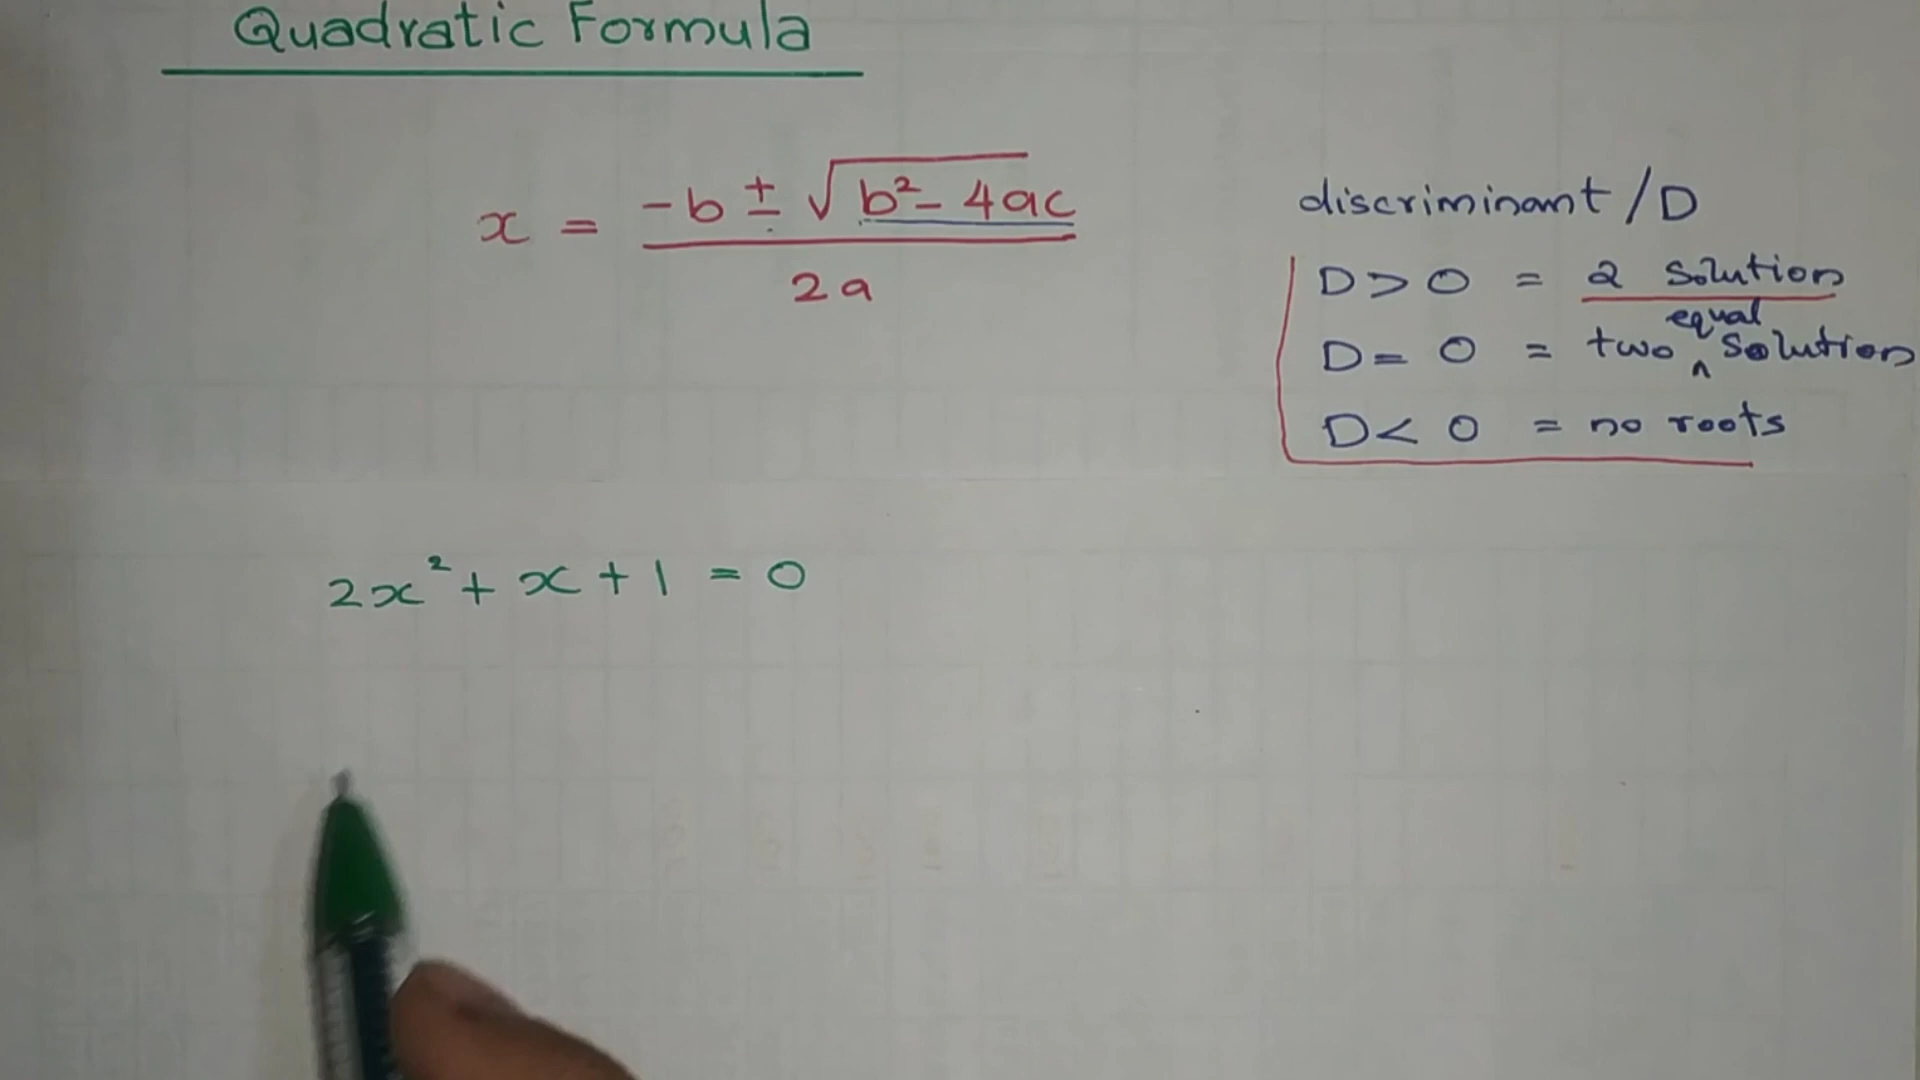 Quadratic Formula
x = -b ± √b² - 4ac
2a
discriminant / D
D > 0 = 2 solution
equal
D = 0 = two ^ solution
D < 0 = no roots
2x² + x + 1 = 0